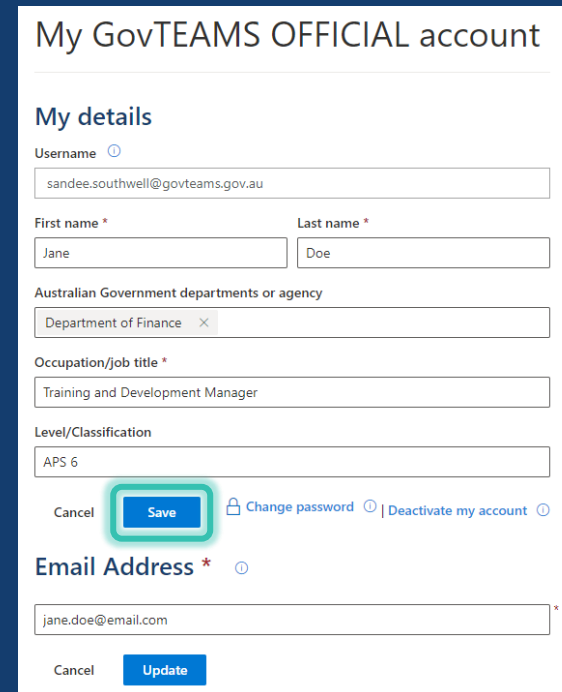 My GovTEAMS OFFICIAL account
My details
Username
sandee.southwell@govteams.gov.au
First name * Last name *
Jane Doe
Australian Government departments or agency
Department of Finance ×
Occupation/job title *
Training and Development Manager
Level/Classification
APS 6
Cancel Save Change password | Deactivate my account
Email Address *
jane.doe@email.com *
Cancel Update